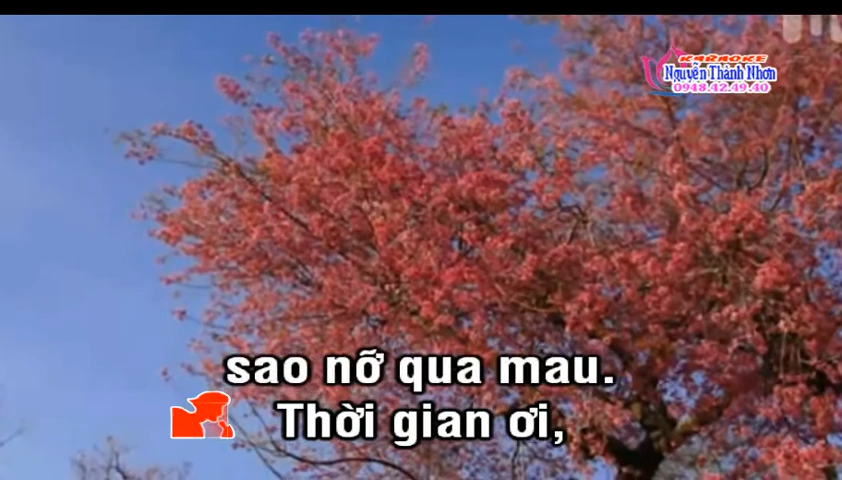 KARAOKE
Nguyễn Thành Nhơn
0948.42.49.40
sao nỡ qua mau.
Thời gian ơi,